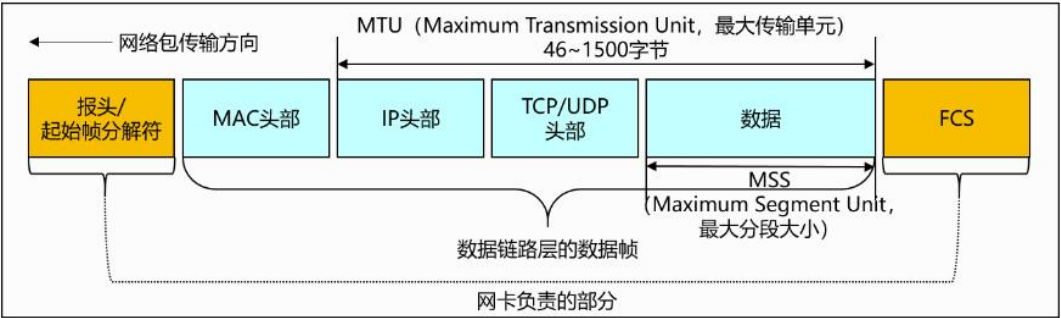 MTU（Maximum Transmission Unit，最大传输单元）
46~1500字节
网络包传输方向
报头/
起始帧分解符
MAC头部
IP头部
TCP/UDP
头部
数据
FCS
MSS
（Maximum Segment Unit，
最大分段大小）
数据链路层的数据帧
网卡负责的部分